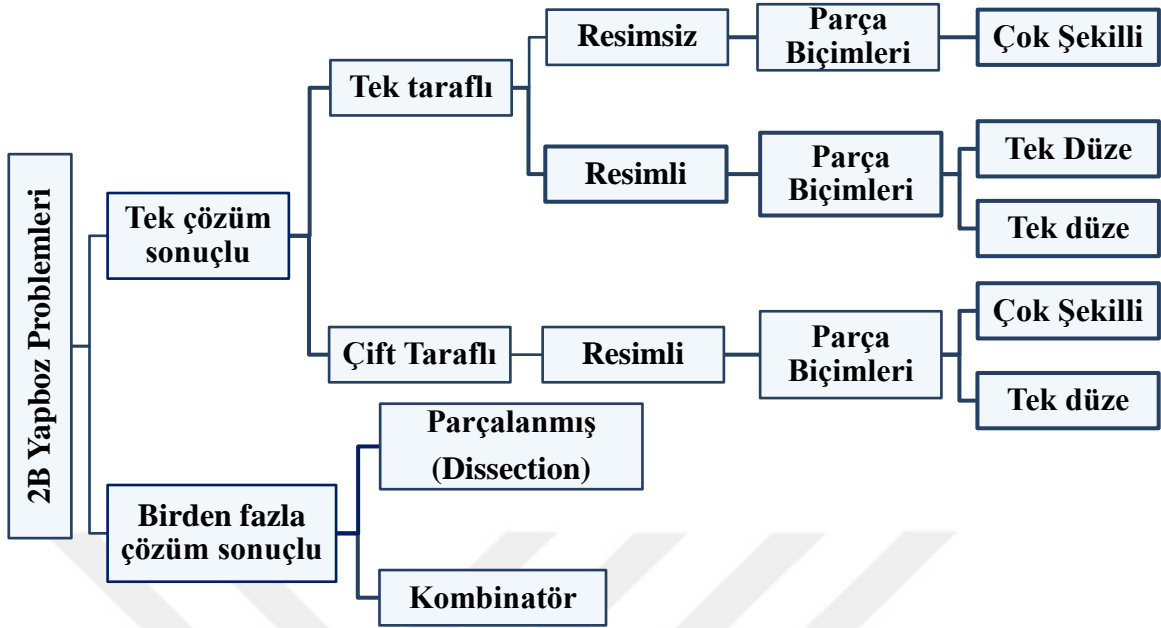 2B Yapboz Problemleri
Tek çözüm
sonuçlu
Tek taraflı
Resimsiz
Parça
Biçimleri
Çok Şekilli
Resimli
Parça
Biçimleri
Tek Düze
Tek düze
Çift Taraflı
Resimli
Parça
Biçimleri
Çok Şekilli
Tek düze
Birden fazla
çözüm sonuçlu
Parçalanmış
(Dissection)
Kombinatör